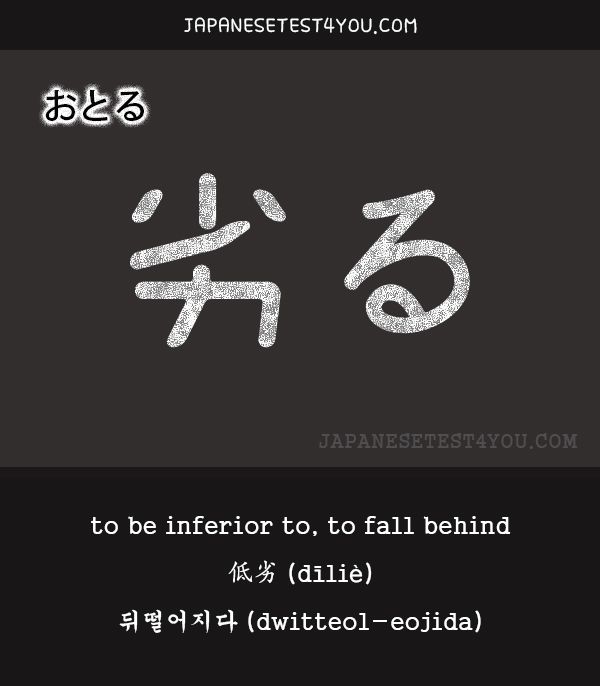 JAPANESETEST4YOU.COM
おとる
劣る
JAPANESETEST4YOU.COM
to be inferior to, to fall behind
低劣 (dīliè)
뒤떨어지다 (dwitteol-eojida)